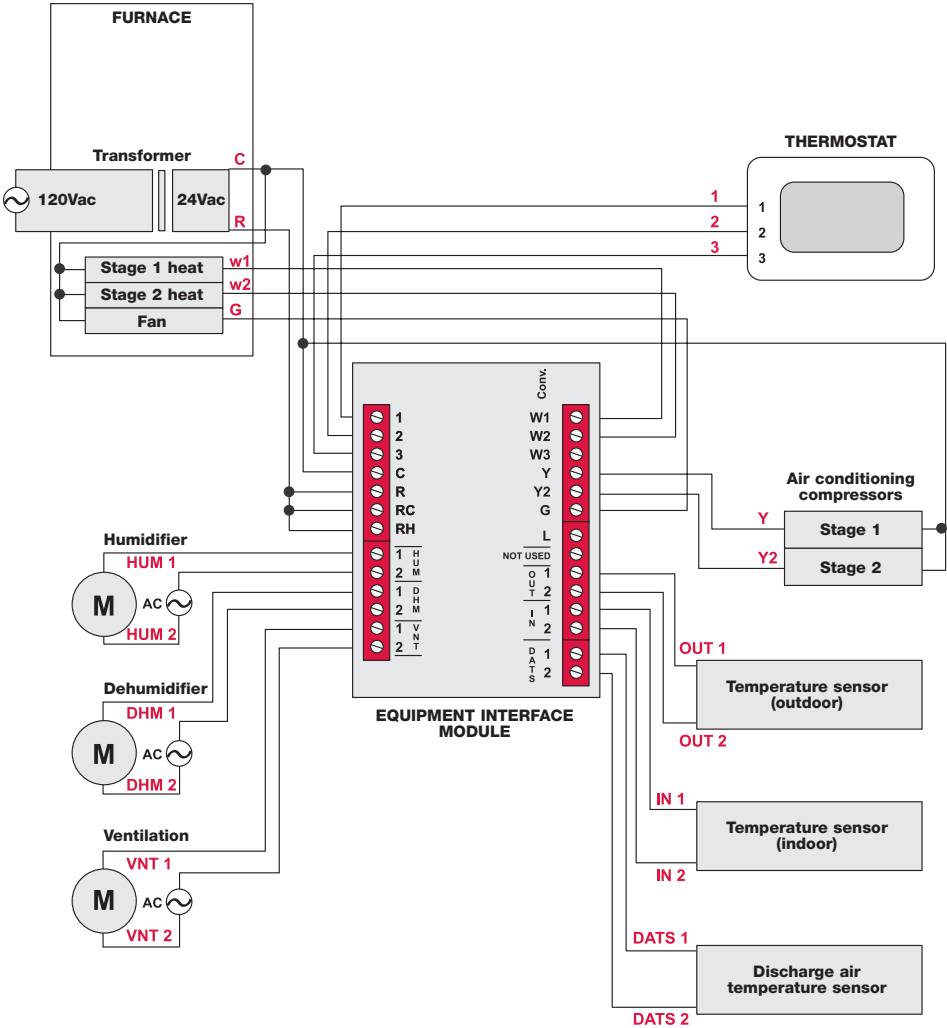 FURNACE
Transformer
C
120Vac
24Vac
R
Stage 1 heat
w1
Stage 2 heat
w2
Fan
G
THERMOSTAT
1
1
2
2
3
3
Conv.
1
W1
2
W2
3
W3
C
Y
R
Y2
RC
G
RH
L
NOT USED
1
HUM
2
1
DHM
2
1
VNT
2
1
OUT
2
1
IN
2
1
DATS
2
EQUIPMENT INTERFACE
MODULE
Air conditioning
compressors
Y
Stage 1
Y2
Stage 2
Humidifier
HUM 1
M
AC
HUM 2
Dehumidifier
DHM 1
M
AC
DHM 2
Ventilation
VNT 1
M
AC
VNT 2
OUT 1
Temperature sensor
(outdoor)
OUT 2
IN 1
Temperature sensor
(indoor)
IN 2
DATS 1
Discharge air
temperature sensor
DATS 2